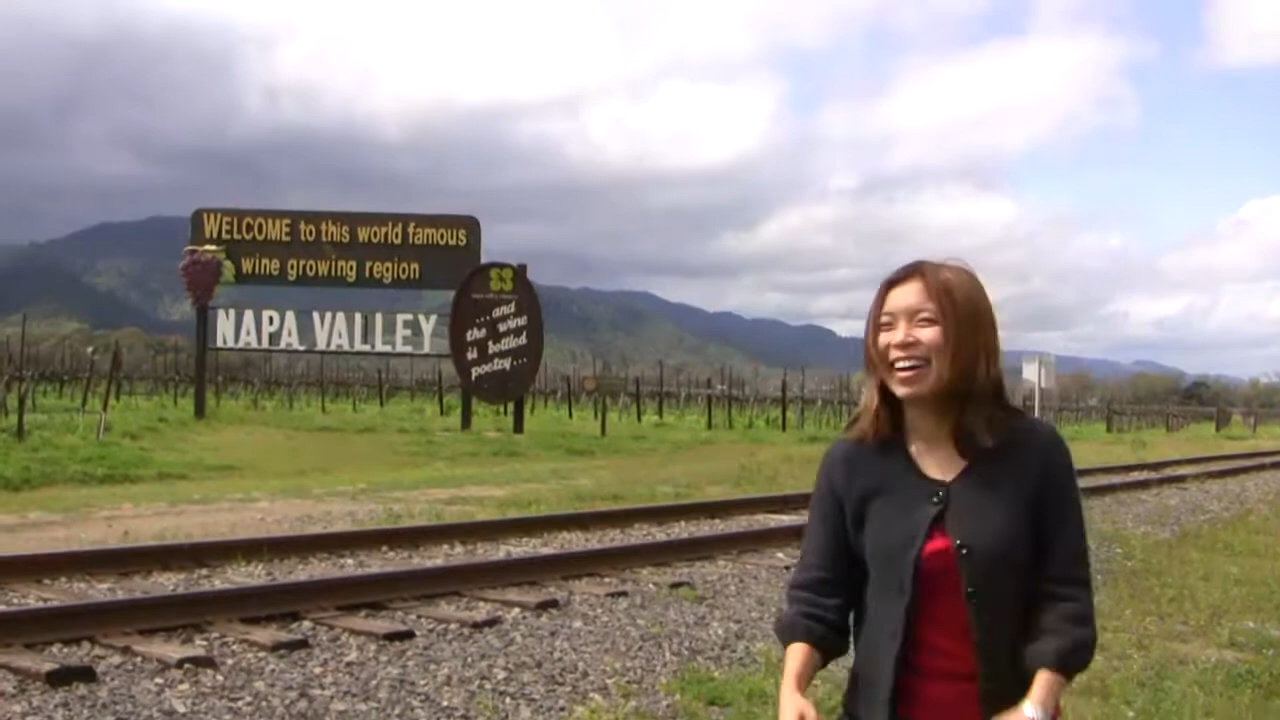 WELCOME to this world famous
wine growing region
NAPA VALLEY
...and
the wine
is bottled
poetry...